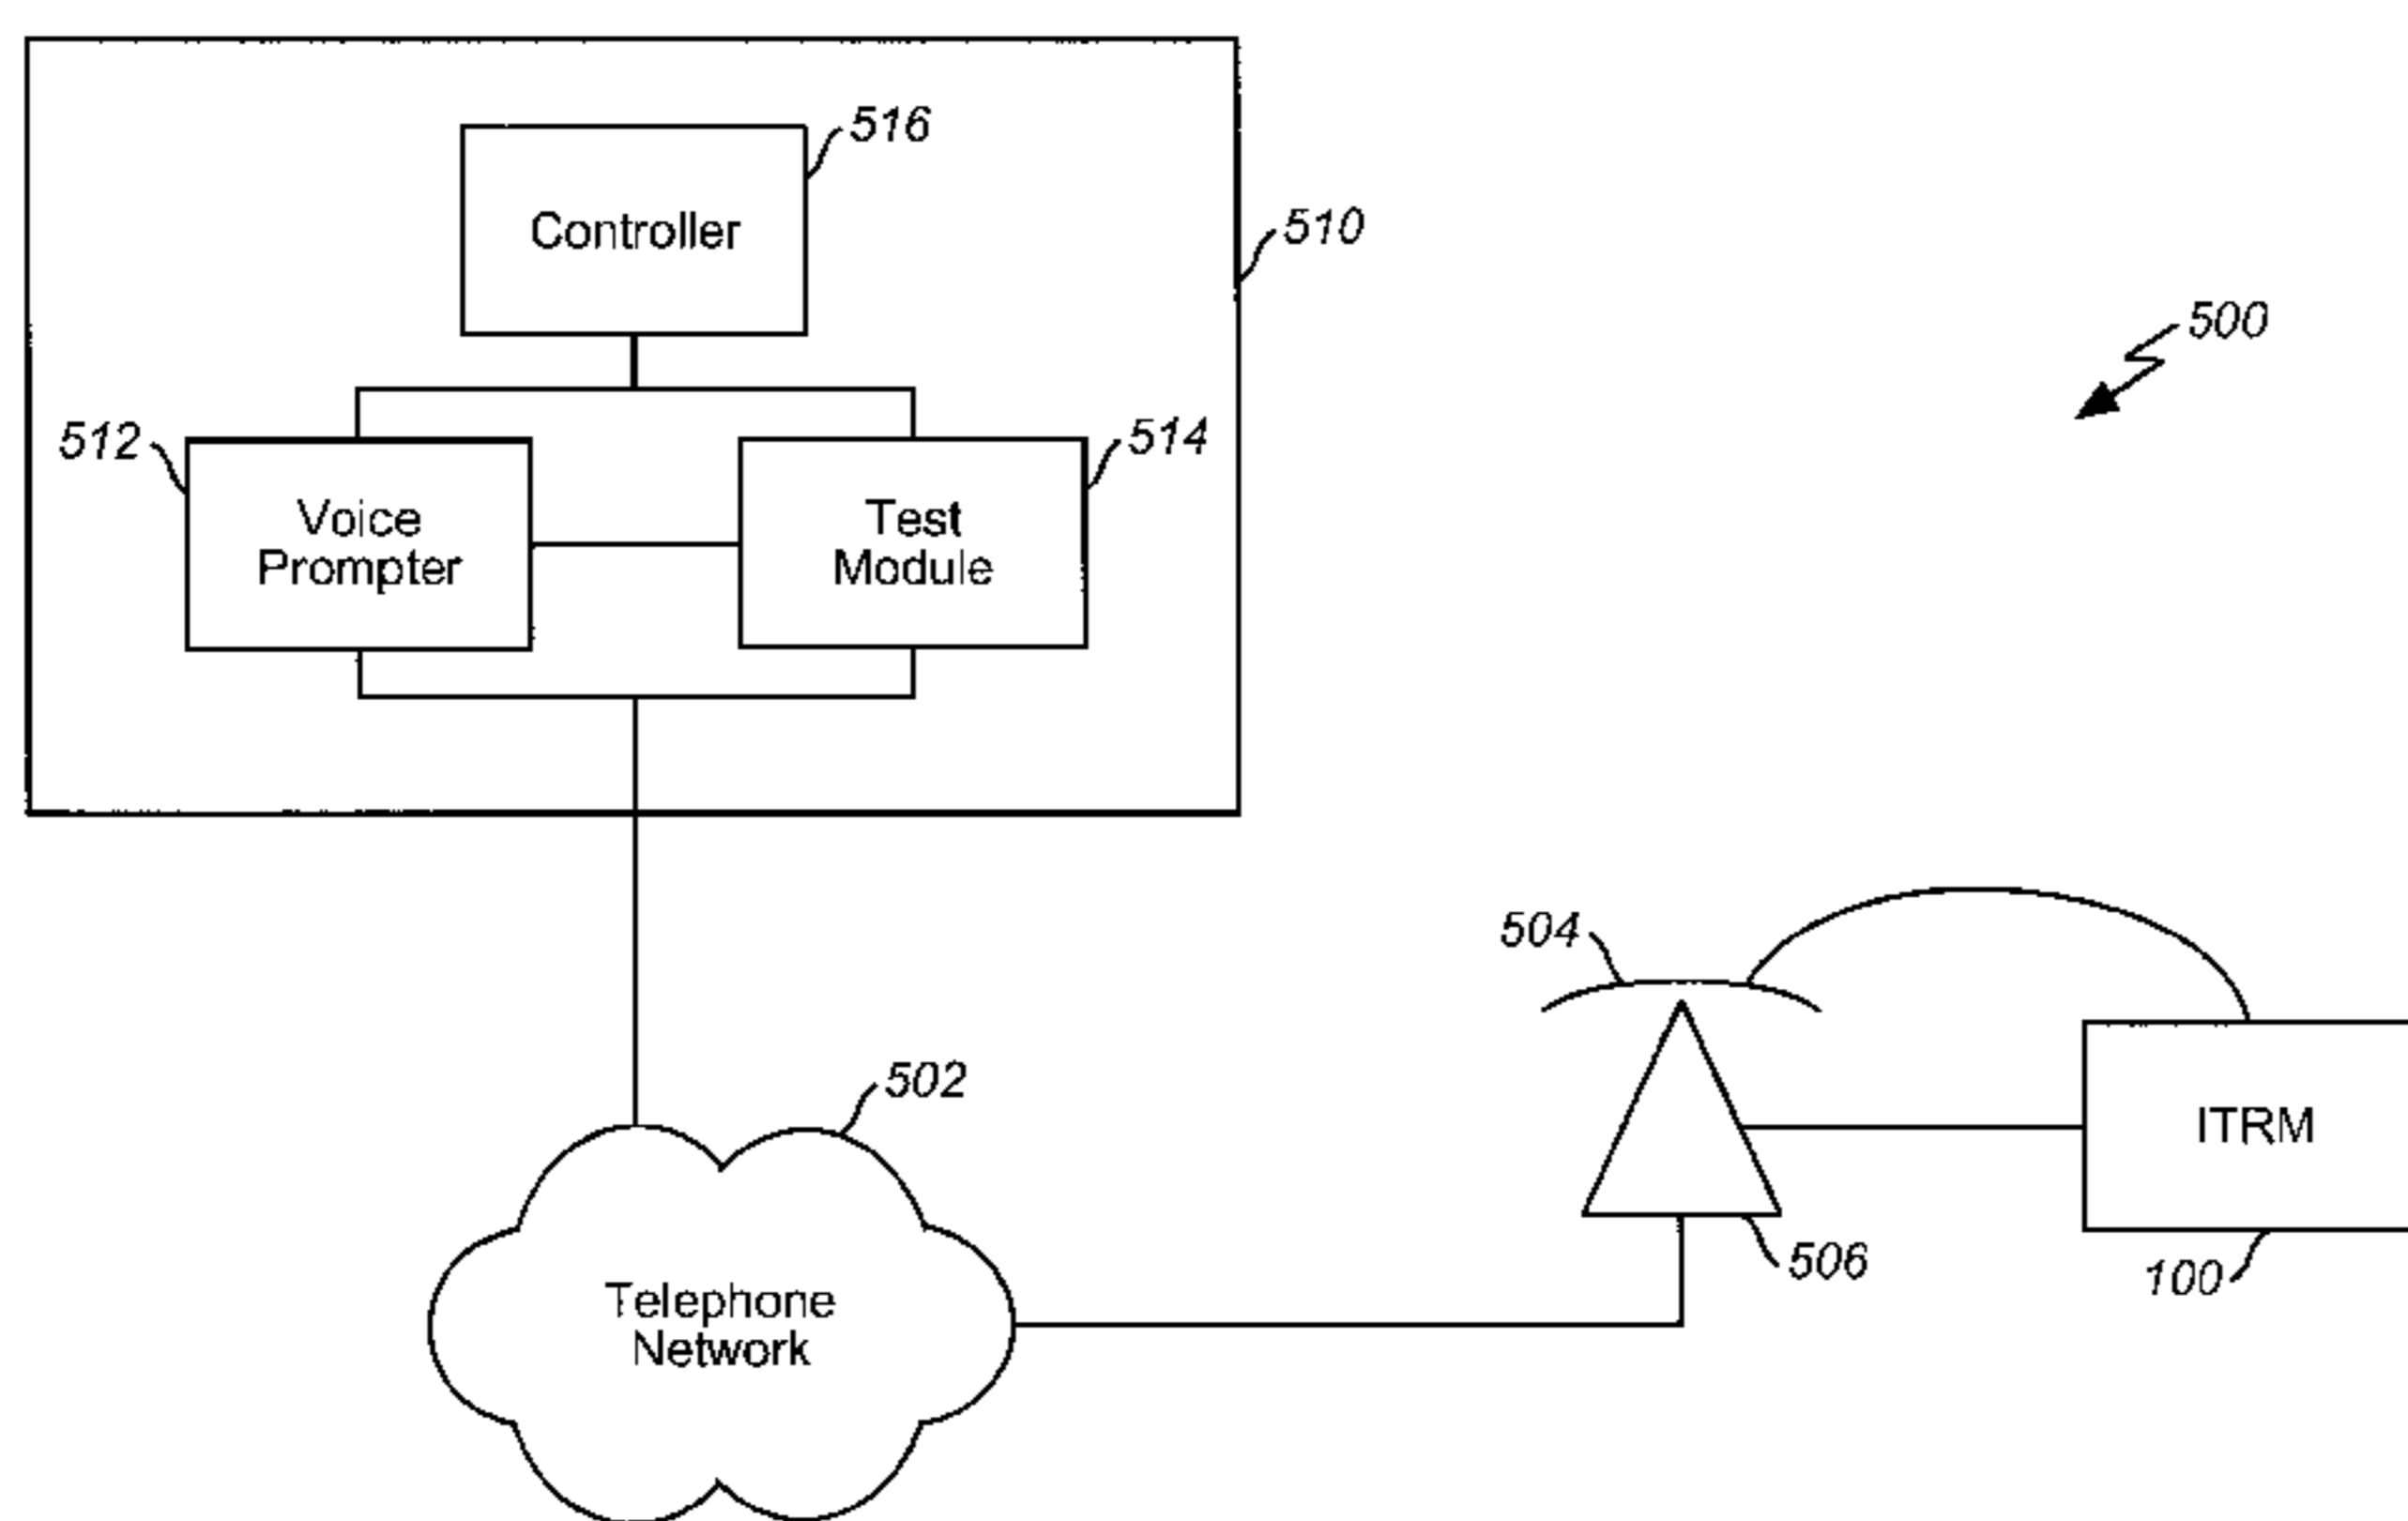 516
Controller
510
500
512
514
Voice
Prompter
Test
Module
504
502
ITRM
506
100
Telephone
Network